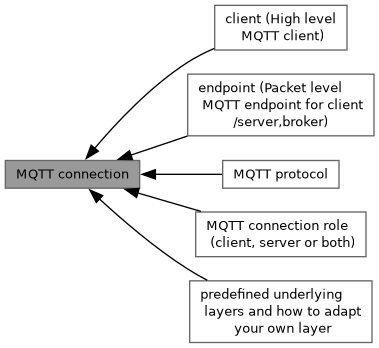 client (High level
MQTT client)
endpoint (Packet level
MQTT endpoint for client
/server,broker)
MQTT connection
MQTT protocol
MQTT connection role
(client, server or both)
predefined underlying
layers and how to adapt
your own layer